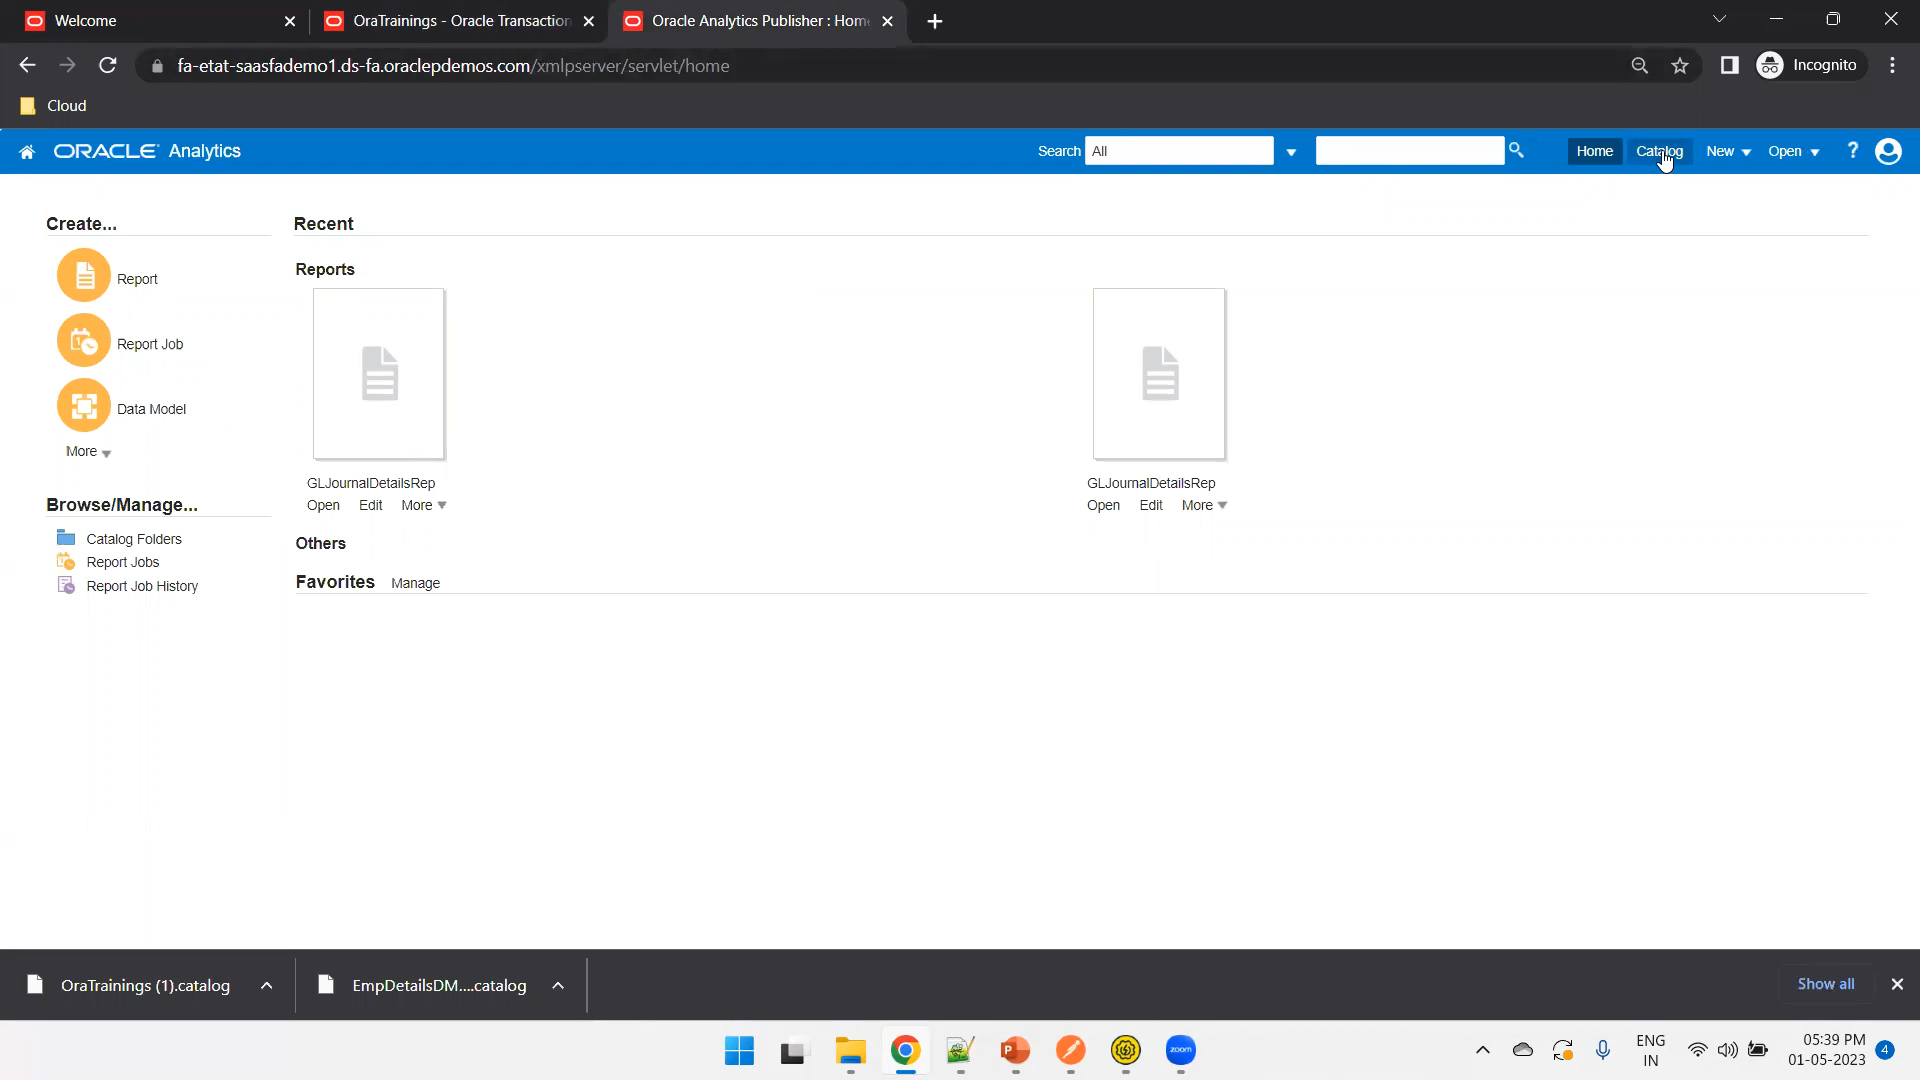 Welcome
OraTrainings - Oracle Transaction
Oracle Analytics Publisher : Hom
fa-etat-saasfademo1.ds-fa.oraclepdemos.com/xmlpserver/servlet/home
Incognito
Cloud
ORACLE Analytics
Search All
Home
Catalog
New
Open
?
Create...
Report
1
Report Job
Data Model
More
Browse/Manage...
Catalog Folders
Report Jobs
Report Job History
Recent
Reports
GLJournalDetailsRep
Open Edit More
GLJournalDetailsRep
Open Edit More
Others
Favorites Manage
OraTrainings (1).catalog
EmpDetailsDM....catalog
Show all
zoom
ENG
IN
05:39 PM
01-05-2023
4